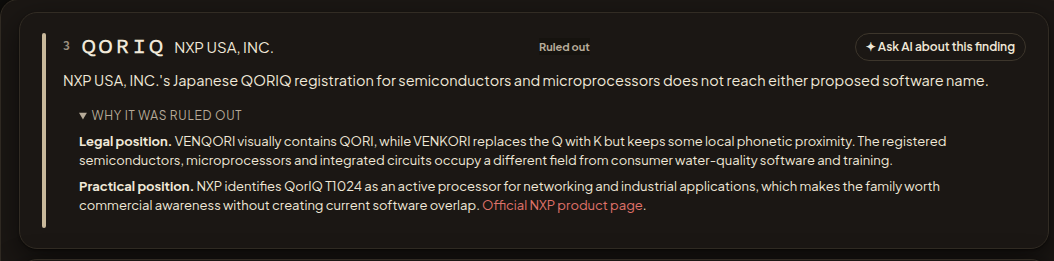 3 QORIQ NXP USA, INC. Ruled out ✦ Ask AI about this finding
NXP USA, INC.'s Japanese QORIQ registration for semiconductors and microprocessors does not reach either proposed software name.
▼ WHY IT WAS RULED OUT
Legal position. VENQORI visually contains QORI, while VENKORI replaces the Q with K but keeps some local phonetic proximity. The registered
semiconductors, microprocessors and integrated circuits occupy a different field from consumer water-quality software and training.
Practical position. NXP identifies QorIQ T1024 as an active processor for networking and industrial applications, which makes the family worth
commercial awareness without creating current software overlap. Official NXP product page.